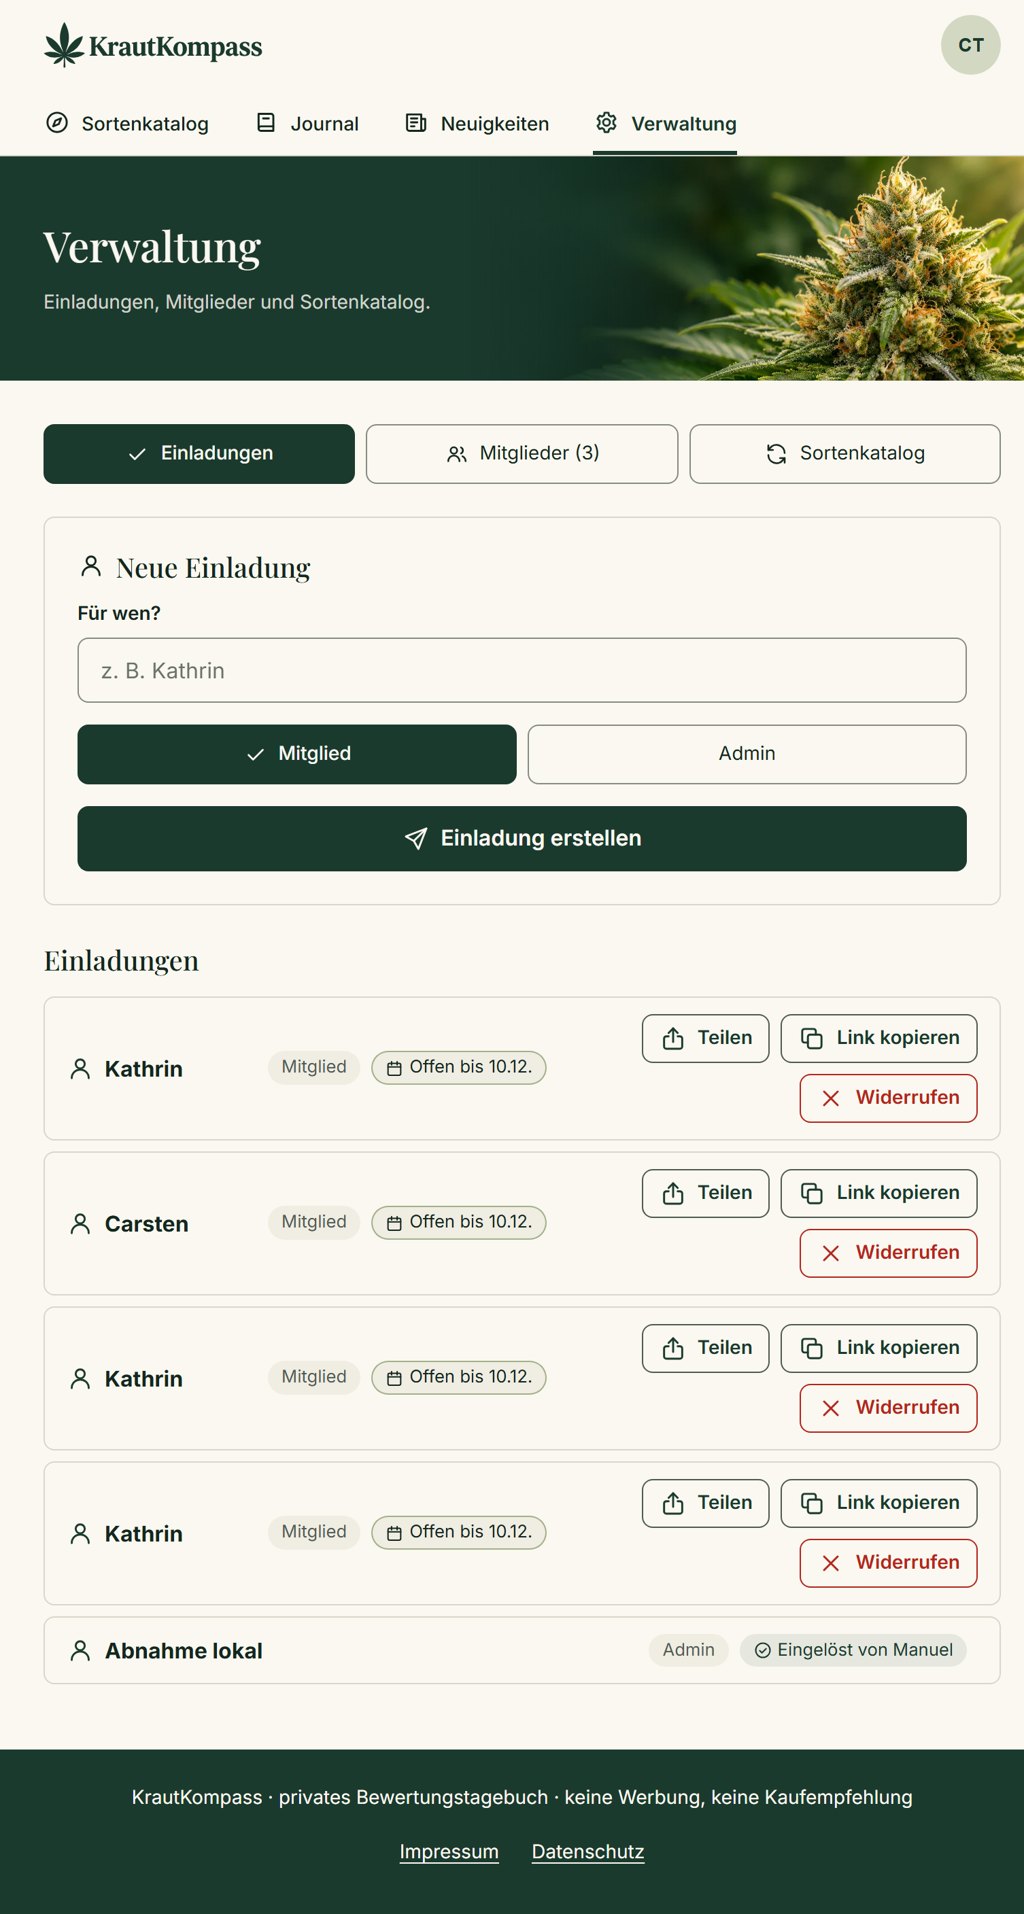 KrautKompass
CT
Sortenkatalog
Journal
Neuigkeiten
Verwaltung
Verwaltung
Einladungen, Mitglieder und Sortenkatalog.
Einladungen
Mitglieder (3)
Sortenkatalog
Neue Einladung
Für wen?
z. B. Kathrin
Mitglied
Admin
Einladung erstellen
Einladungen
Kathrin
Mitglied
Offen bis 10.12.
Teilen
Link kopieren
Widerrufen
Carsten
Mitglied
Offen bis 10.12.
Teilen
Link kopieren
Widerrufen
Kathrin
Mitglied
Offen bis 10.12.
Teilen
Link kopieren
Widerrufen
Kathrin
Mitglied
Offen bis 10.12.
Teilen
Link kopieren
Widerrufen
Abnahme lokal
Admin
Eingelöst von Manuel
KrautKompass · privates Bewertungstagebuch · keine Werbung, keine Kaufempfehlung
Impressum
Datenschutz